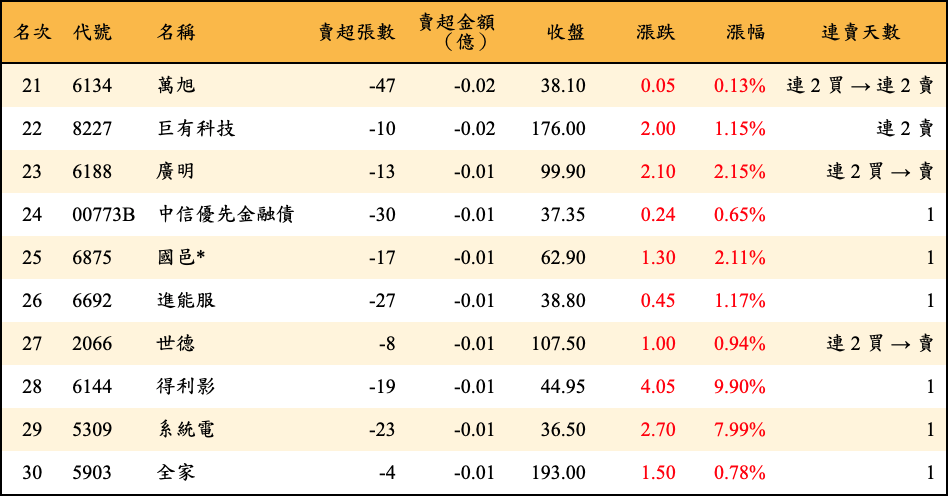 名次 代號 名稱 賣超張數 賣超金額（億） 收盤 漲跌 漲幅 連賣天數
21 6134 萬旭 -47 -0.02 38.10 0.05 0.13% 連 2 買 → 連 2 賣
22 8227 巨有科技 -10 -0.02 176.00 2.00 1.15% 連 2 賣
23 6188 廣明 -13 -0.01 99.90 2.10 2.15% 連 2 買 → 賣
24 00773B 中信優先金融債 -30 -0.01 37.35 0.24 0.65% 1
25 6875 國邑* -17 -0.01 62.90 1.30 2.11% 1
26 6692 進能服 -27 -0.01 38.80 0.45 1.17% 1
27 2066 世德 -8 -0.01 107.50 1.00 0.94% 連 2 買 → 賣
28 6144 得利影 -19 -0.01 44.95 4.05 9.90% 1
29 5309 系統電 -23 -0.01 36.50 2.70 7.99% 1
30 5903 全家 -4 -0.01 193.00 1.50 0.78% 1